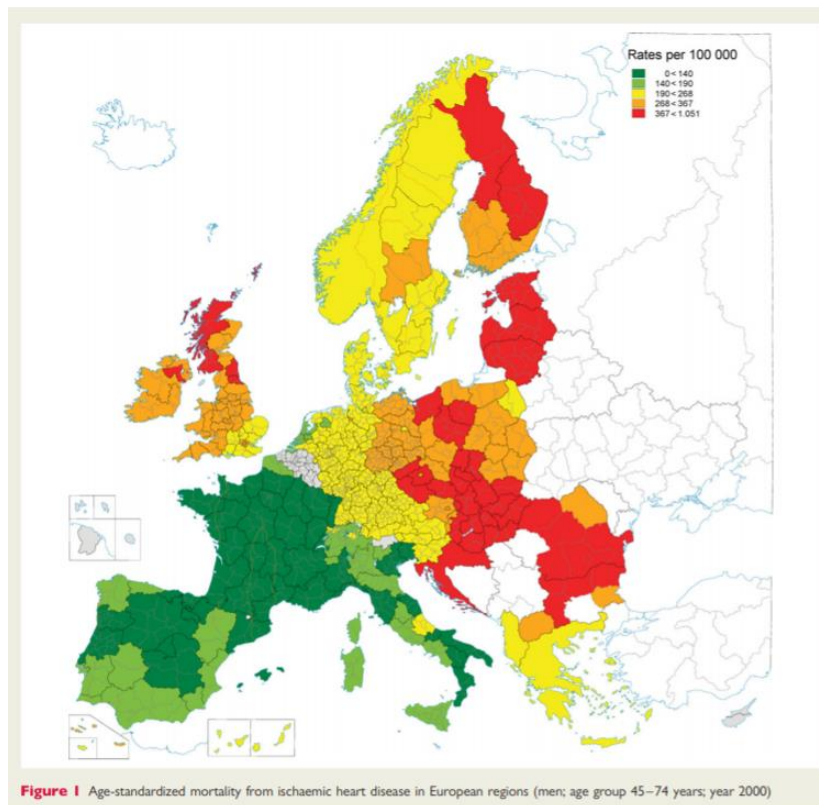 Rates per 100 000
0 < 140
140 < 190
190 < 268
268 < 367
367 < 1.051
Figure 1 Age-standardized mortality from ischaemic heart disease in European regions (men; age group 45–74 years; year 2000)